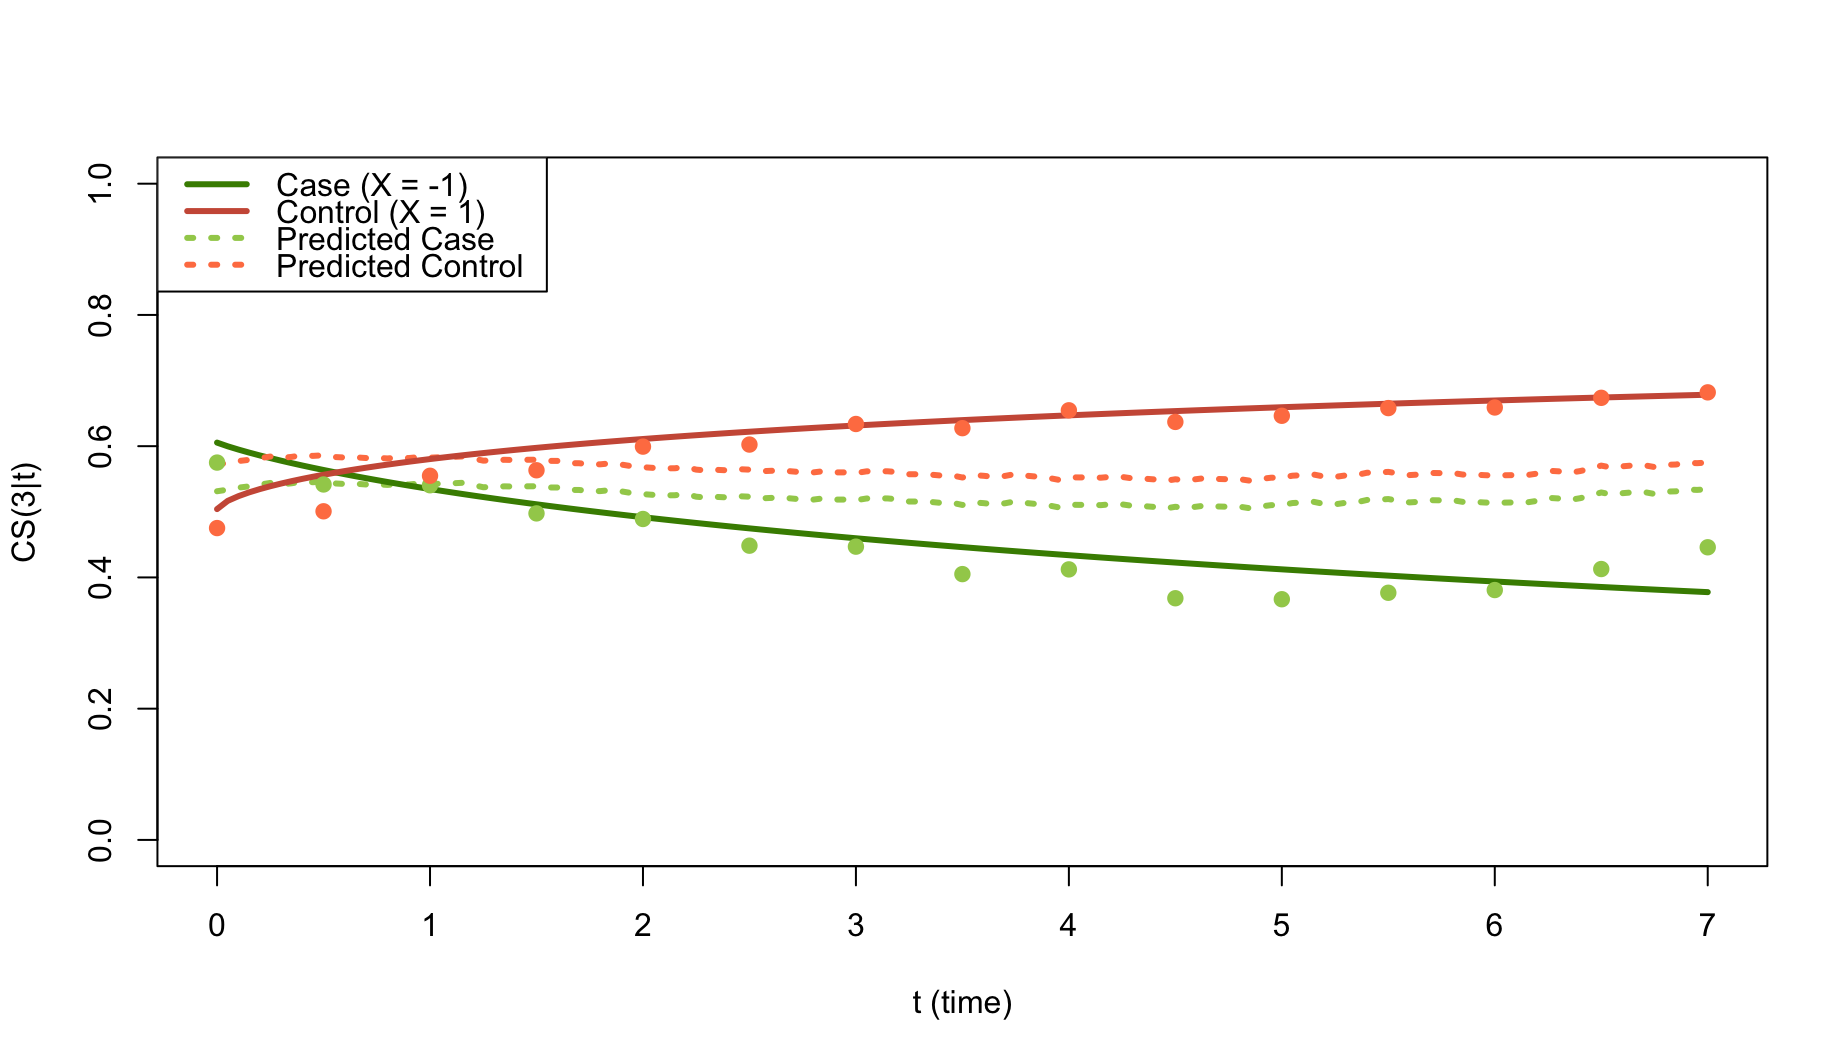 Case (X = -1)
Control (X = 1)
Predicted Case
Predicted Control
CS(3|t)
1.0
0.8
0.6
0.4
0.2
0.0
0 1 2 3 4 5 6 7
t (time)